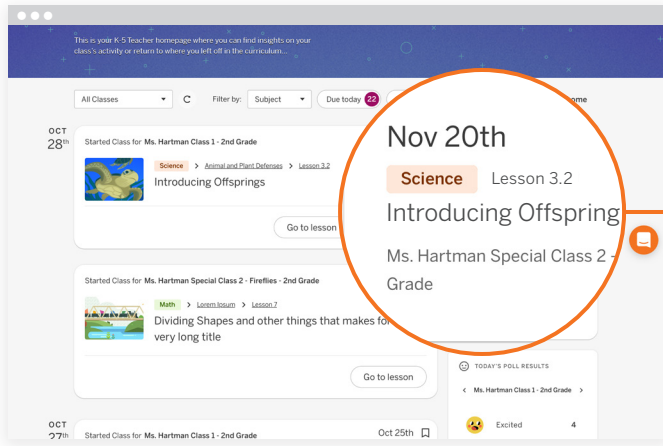 This is your K-5 Teacher homepage where you can find insights on your
class's activity or return to where you left off in the curriculum...
All Classes
Filter by:
Subject
Due today 22
OCT
28th
Started Class for Ms. Hartman Class 1 - 2nd Grade
Science > Animal and Plant Defenses > Lesson 3.2
Introducing Offsprings
Go to lesson
Nov 20th
Science Lesson 3.2
Introducing Offspring
Ms. Hartman Special Class 2 -
Grade
Started Class for Ms. Hartman Special Class 2 - Fireflies - 2nd Grade
Math > Lorem Ipsum > Lesson 7
Dividing Shapes and other things that makes for
very long title
Go to lesson
TODAY'S POLL RESULTS
< Ms. Hartman Class 1 - 2nd Grade >
Excited 4
OCT
27th
Started Class for Ms. Hartman Class 1 - 2nd Grade
Oct 25th